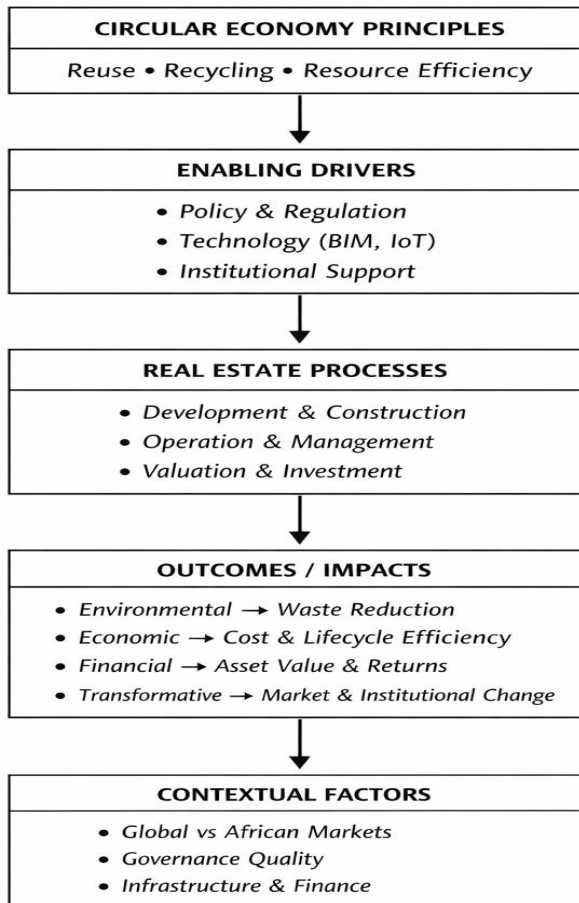 CIRCULAR ECONOMY PRINCIPLES
Reuse • Recycling • Resource Efficiency
ENABLING DRIVERS
• Policy & Regulation
• Technology (BIM, IoT)
• Institutional Support
REAL ESTATE PROCESSES
• Development & Construction
• Operation & Management
• Valuation & Investment
OUTCOMES / IMPACTS
• Environmental → Waste Reduction
• Economic → Cost & Lifecycle Efficiency
• Financial → Asset Value & Returns
• Transformative → Market & Institutional Change
CONTEXTUAL FACTORS
• Global vs African Markets
• Governance Quality
• Infrastructure & Finance